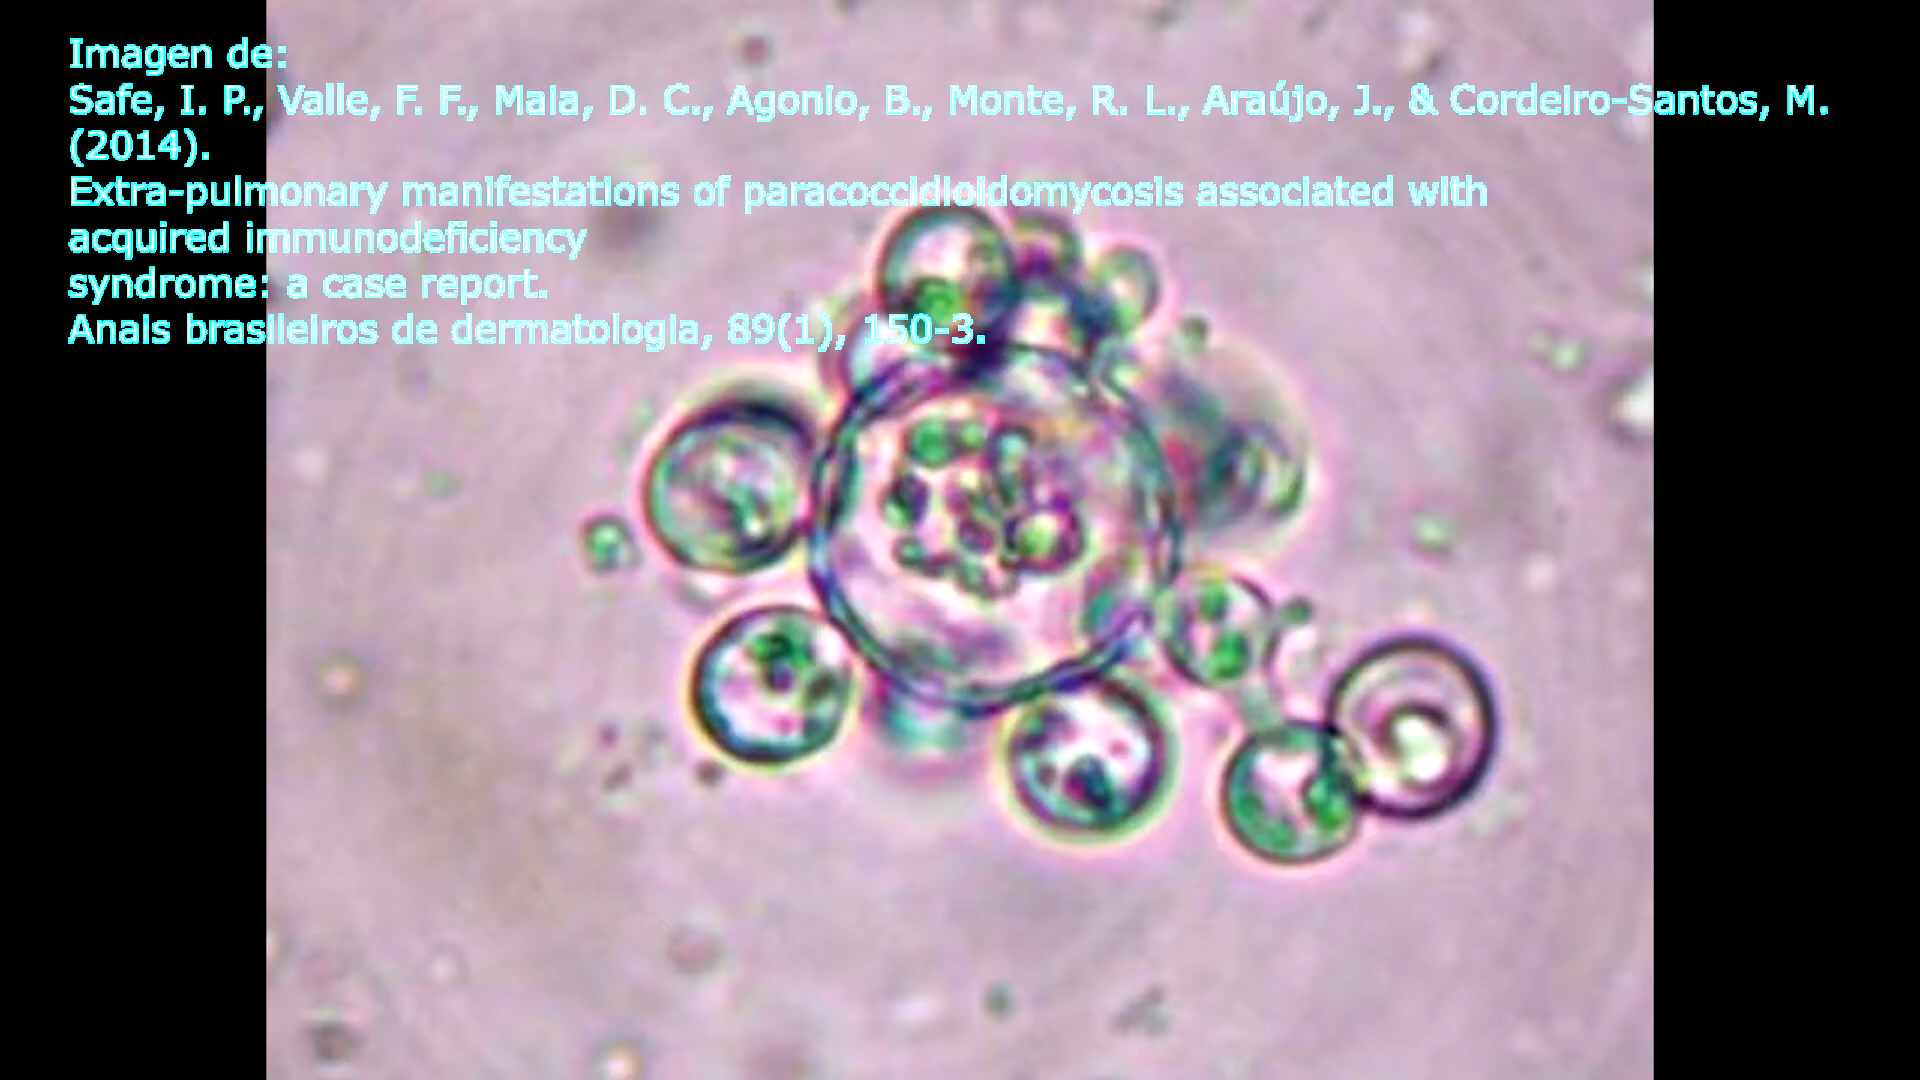 Imagen de:
Safe, I. P., Valle, F. F., Maia, D. C., Agonio, B., Monte, R. L., Araújo, J., & Cordeiro-Santos, M.
(2014).
Extra-pulmonary manifestations of paracoccidioidomycosis associated with
acquired immunodeficiency
syndrome: a case report.
Anais brasileiros de dermatologia, 89(1), 150-3.